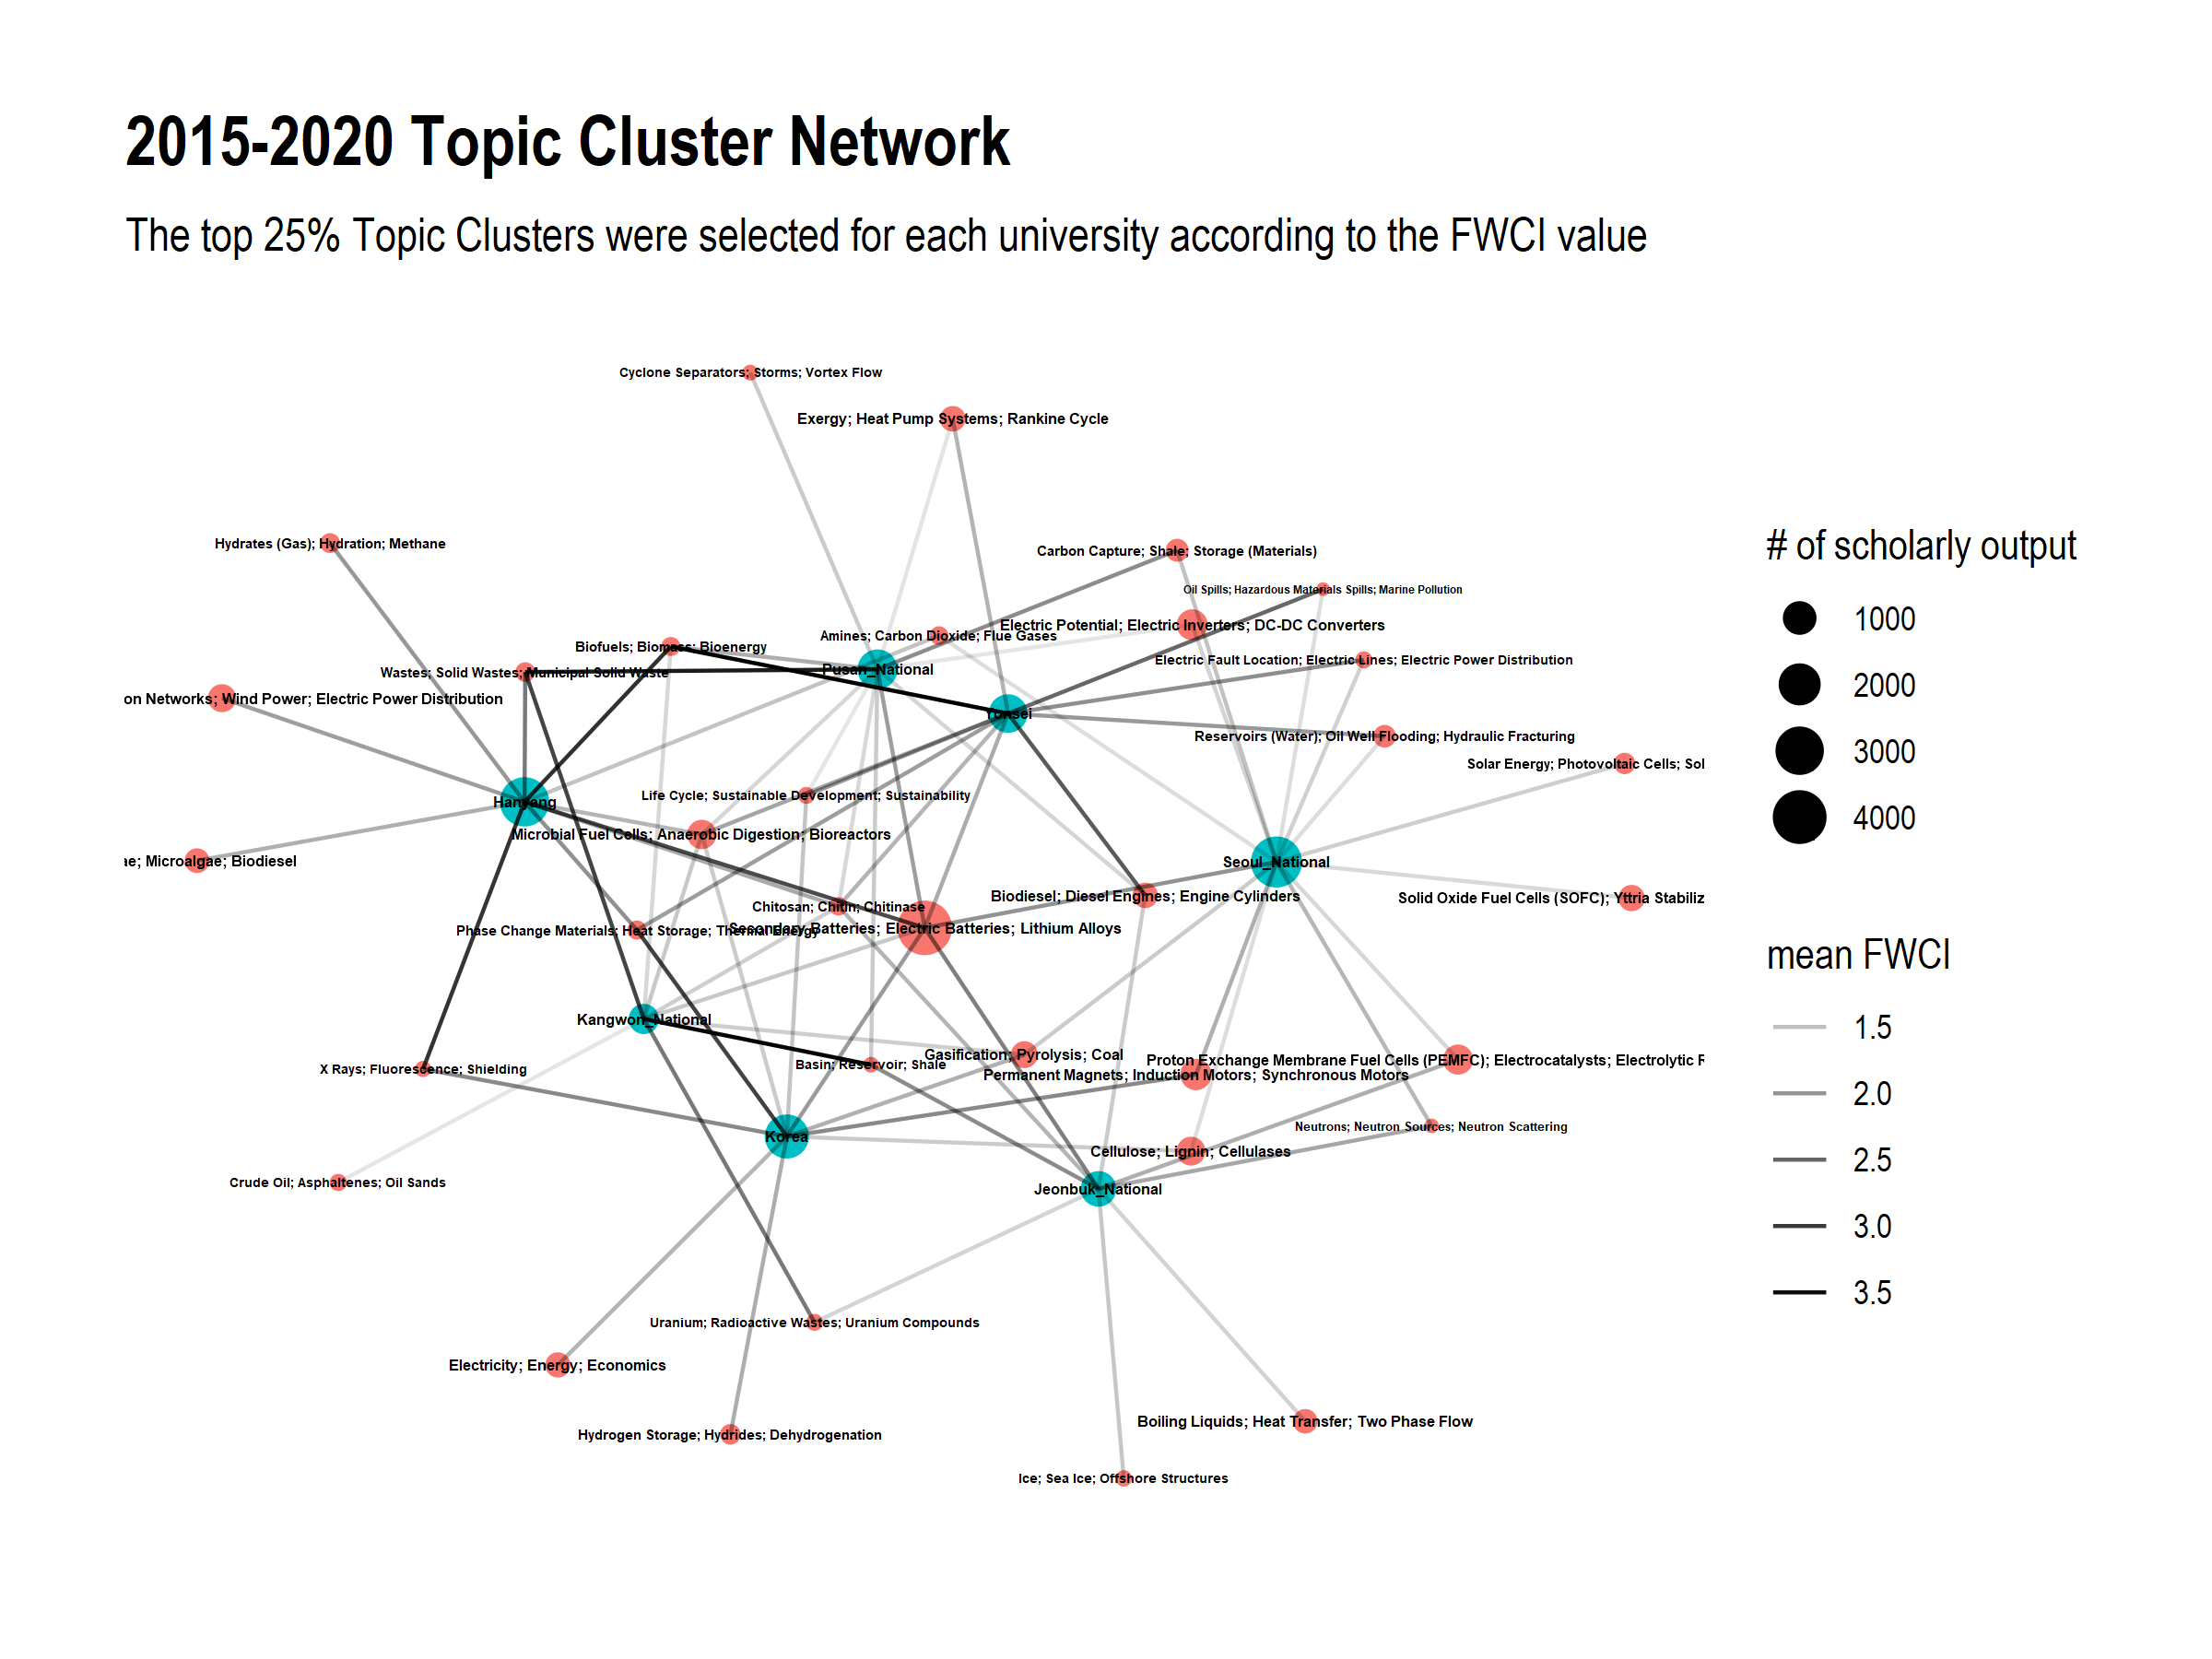 2015-2020 Topic Cluster Network
The top 25% Topic Clusters were selected for each university according to the FWCI value
Cyclone Separators; Storms; Vortex Flow
Exergy; Heat Pump Systems; Rankine Cycle
Hydrates (Gas); Hydration; Methane
Carbon Capture; Shale; Storage (Materials)
Oil Spills; Hazardous Materials Spills; Marine Pollution
Electric Potential; Electric Inverters; DC-DC Converters
Amines; Carbon Dioxide; Flue Gases
Biofuels; Biomass; Bioenergy
Electric Fault Location; Electric Lines; Electric Power Distribution
Pusan_National
Wastes; Solid Wastes; Municipal Solid Waste
on Networks; Wind Power; Electric Power Distribution
Yonsei
Reservoirs (Water); Oil Well Flooding; Hydraulic Fracturing
Solar Energy; Photovoltaic Cells; Sol
Life Cycle; Sustainable Development; Sustainability
Hanyang
Microbial Fuel Cells; Anaerobic Digestion; Bioreactors
ae; Microalgae; Biodiesel
Seoul_National
Biodiesel; Diesel Engines; Engine Cylinders
Solid Oxide Fuel Cells (SOFC); Yttria Stabiliz
Chitosan; Chitin; Chitinase
Secondary Batteries; Electric Batteries; Lithium Alloys
Phase Change Materials; Heat Storage; Thermal Energy
Kangwon_National
Gasification; Pyrolysis; Coal
Proton Exchange Membrane Fuel Cells (PEMFC); Electrocatalysts; Electrolytic R
Basin; Reservoir; Shale
X Rays; Fluorescence; Shielding
Permanent Magnets; Induction Motors; Synchronous Motors
Neutrons; Neutron Sources; Neutron Scattering
Korea
Cellulose; Lignin; Cellulases
Crude Oil; Asphaltenes; Oil Sands
Jeonbuk_National
Uranium; Radioactive Wastes; Uranium Compounds
Electricity; Energy; Economics
Boiling Liquids; Heat Transfer; Two Phase Flow
Hydrogen Storage; Hydrides; Dehydrogenation
Ice; Sea Ice; Offshore Structures
# of scholarly output
1000
2000
3000
4000
mean FWCI
1.5
2.0
2.5
3.0
3.5